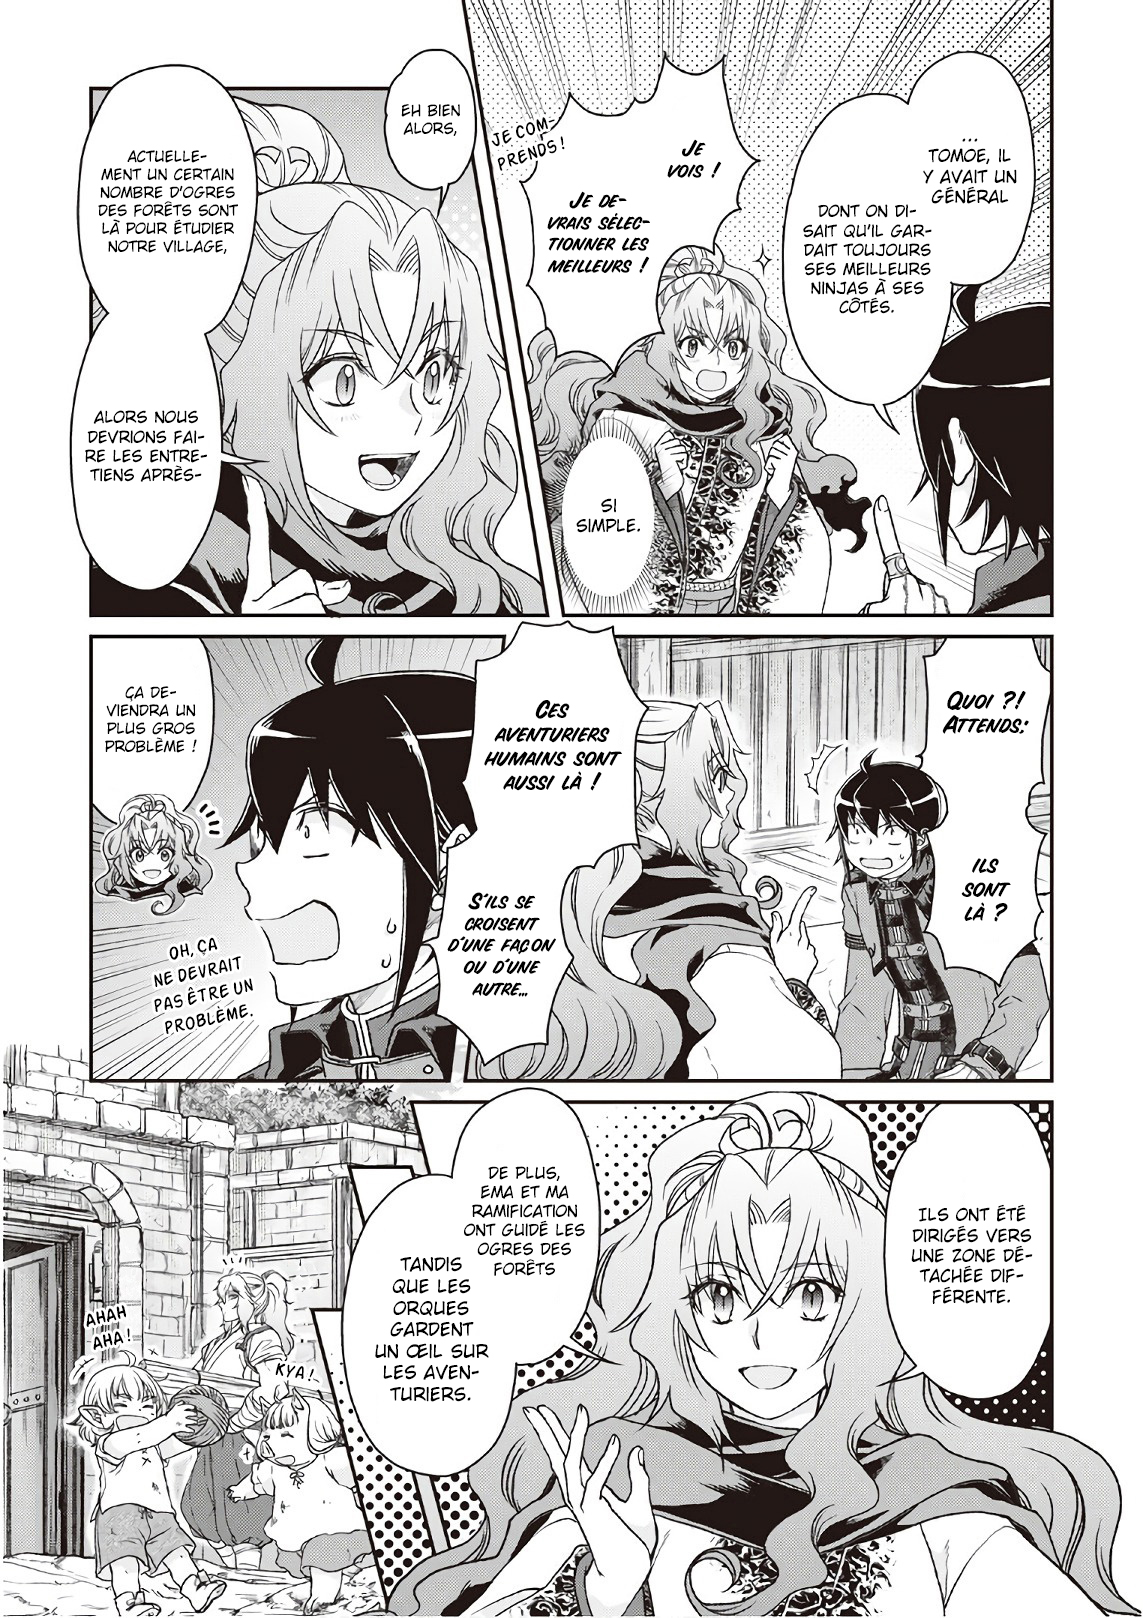 ...
TOMOE, IL
Y AVAIT UN
GÉNÉRAL
DONT ON DI-
SAIT QU'IL GAR-
DAIT TOUJOURS
SES MEILLEURS
NINJAS À SES
CÔTÉS.
JE
VOIS !
JE DE-
VRAIS SÉLEC-
TIONNER LES
MEILLEURS !
JE COM-
PRENDS !
SI
SIMPLE.
EH BIEN
ALORS,
ACTUELLE-
MENT UN CERTAIN
NOMBRE D'OGRES
DES FORÊTS SONT
LÀ POUR ÉTUDIER
NOTRE VILLAGE,
ALORS NOUS
DEVRIONS FAI-
RE LES ENTRE-
TIENS APRÈS-
QUOI ?!
ATTENDS:
ILS
SONT
LÀ ?
CES
AVENTURIERS
HUMAINS SONT
AUSSI LÀ !
S'ILS SE
CROISENT
D'UNE FAÇON
OU D'UNE
AUTRE...
ÇA DE-
VIENDRA UN
PLUS GROS
PROBLÈME !
OH, ÇA
NE DEVRAIT
PAS ÊTRE UN
PROBLÈME.
ILS ONT ÉTÉ
DIRIGÉS VERS
UNE ZONE DÉ-
TACHÉE DIF-
FÉRENTE.
DE PLUS,
EMA ET MA
RAMIFICATION
ONT GUIDÉ LES
OGRES DES
FORÊTS
TANDIS
QUE LES
ORQUES
GARDENT
UN ŒIL SUR
LES AVEN-
TURIERS.
AHAH
AHA !
KYA !